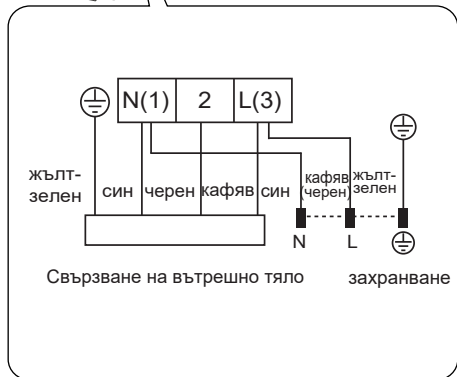 N(1) 2 L(3)
жълт-
зелен
син
черен
кафяв
син
кафяв
(черен)
жълт-
зелен
N
L
Свързване на вътрешно тяло
захранване